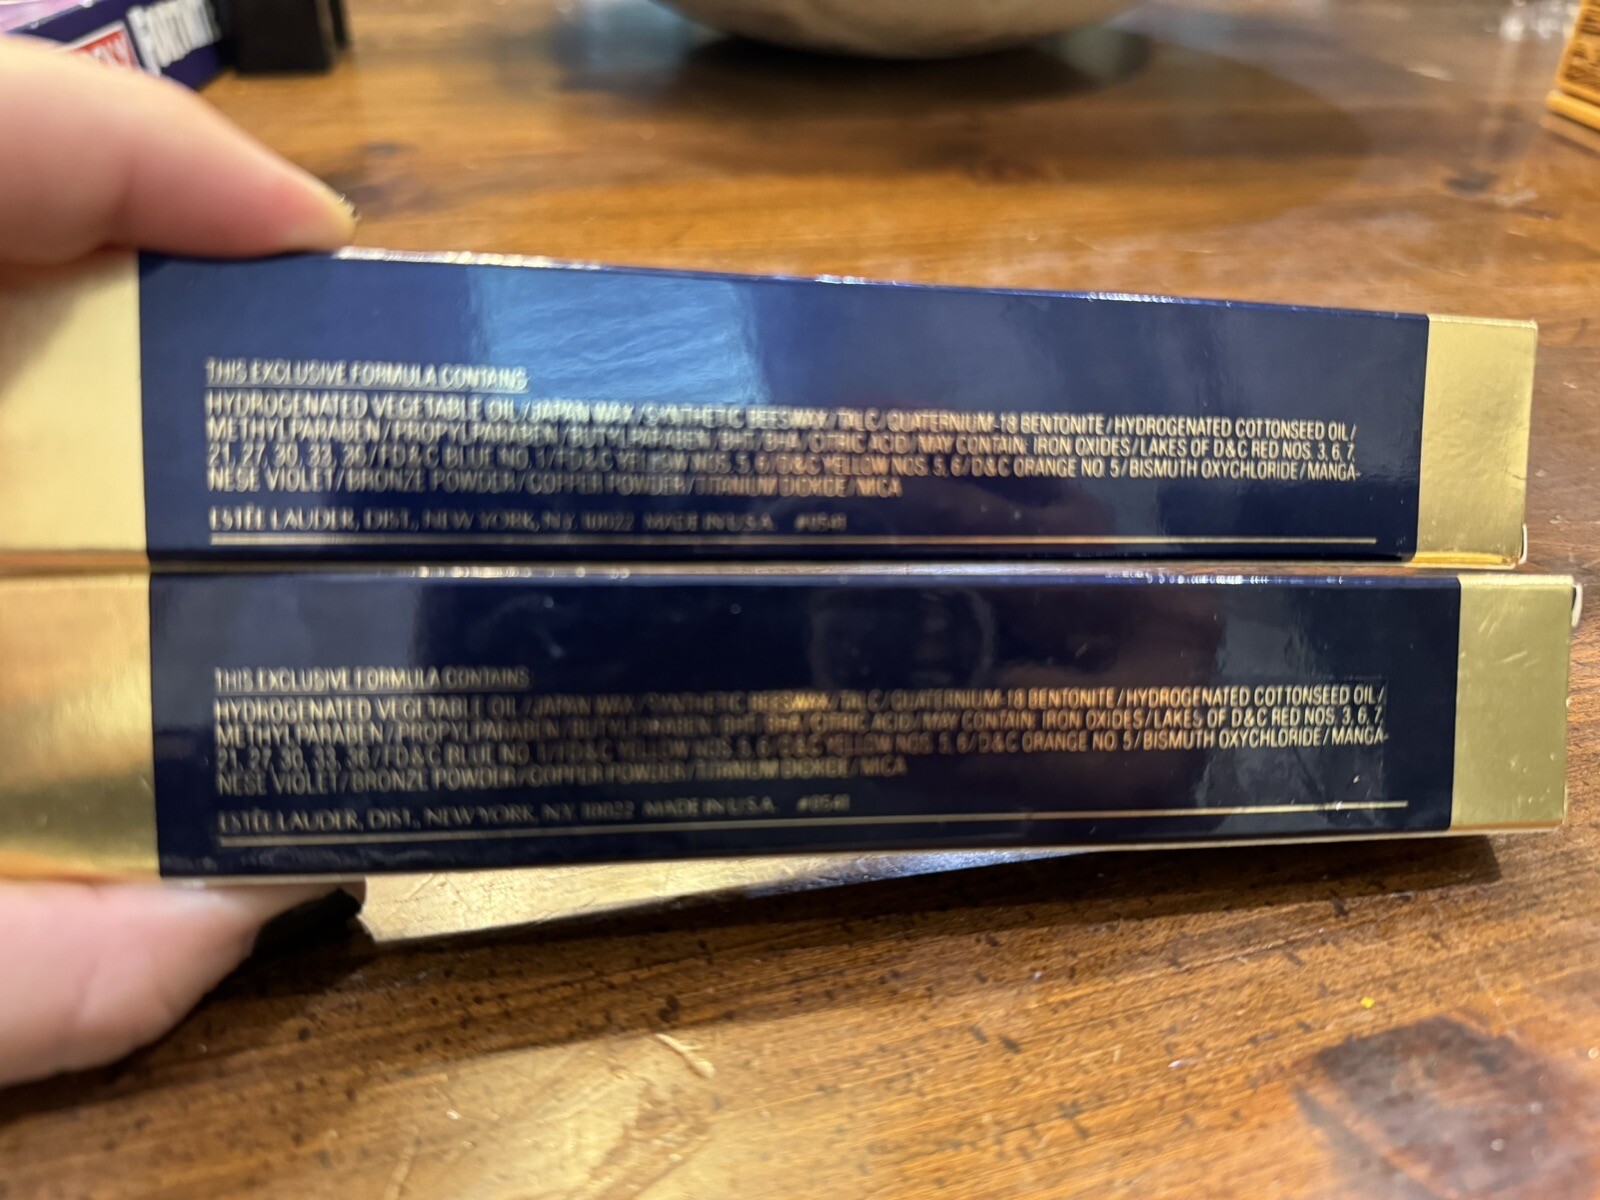 THIS EXCLUSIVE FORMULA CONTAINS
HYDROGENATED VEGETABLE OIL / JAPAN WAX / SYNTHETIC BEESWAX / TALC / QUATERNIUM-18 BENTONITE / HYDROGENATED COTTONSEED OIL /
METHYLPARABEN / PROPYLPARABEN / BUTYLPARABEN, BHT, BHA, CITRIC ACID / MAY CONTAIN: IRON OXIDES / LAKES OF D&C RED NOS. 3, 6, 7,
21, 27, 30, 33, 36 / FD&C BLUE NO. 1 / FD&C YELLOW NOS. 5, 6 / D&C YELLOW NOS. 5, 6 / D&C ORANGE NO. 5 / BISMUTH OXYCHLORIDE / MANGA-
NESE VIOLET / BRONZE POWDER / COPPER POWDER / TITANIUM DIOXIDE / MICA
ESTĒE LAUDER, DIST., NEW YORK, N.Y. 10022 MADE IN U.S.A.
THIS EXCLUSIVE FORMULA CONTAINS
HYDROGENATED VEGETABLE OIL / JAPAN WAX / SYNTHETIC BEESWAX / TALC / QUATERNIUM-18 BENTONITE / HYDROGENATED COTTONSEED OIL /
METHYLPARABEN / PROPYLPARABEN / BUTYLPARABEN, BHT, BHA, CITRIC ACID / MAY CONTAIN: IRON OXIDES / LAKES OF D&C RED NOS. 3, 6, 7,
21, 27, 30, 33, 36 / FD&C BLUE NO. 1 / FD&C YELLOW NOS. 5, 6 / D&C YELLOW NOS. 5, 6 / D&C ORANGE NO. 5 / BISMUTH OXYCHLORIDE / MANGA-
NESE VIOLET / BRONZE POWDER / COPPER POWDER / TITANIUM DIOXIDE / MICA
ESTĒE LAUDER, DIST., NEW YORK, N.Y. 10022 MADE IN U.S.A.